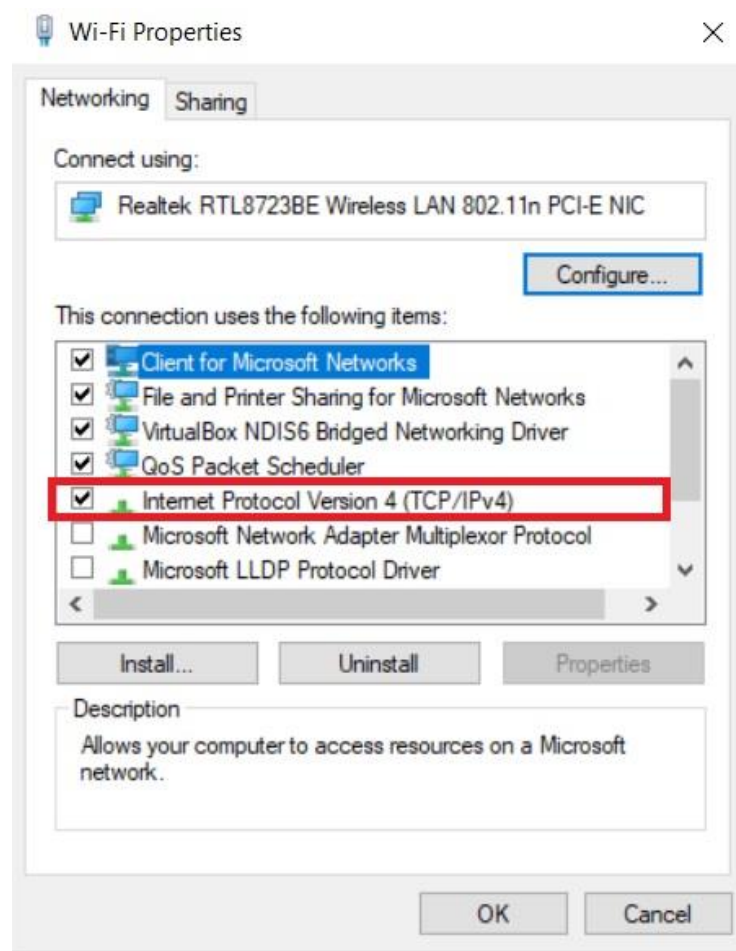 Wi-Fi Properties
Networking
Sharing
Connect using:
Realtek RTL8723BE Wireless LAN 802.11n PCI-E NIC
Configure...
This connection uses the following items:
Client for Microsoft Networks
File and Printer Sharing for Microsoft Networks
VirtualBox NDIS6 Bridged Networking Driver
QoS Packet Scheduler
Internet Protocol Version 4 (TCP/IPv4)
Microsoft Network Adapter Multiplexor Protocol
Microsoft LLDP Protocol Driver
Install...
Uninstall
Properties
Description
Allows your computer to access resources on a Microsoft
network.
OK
Cancel